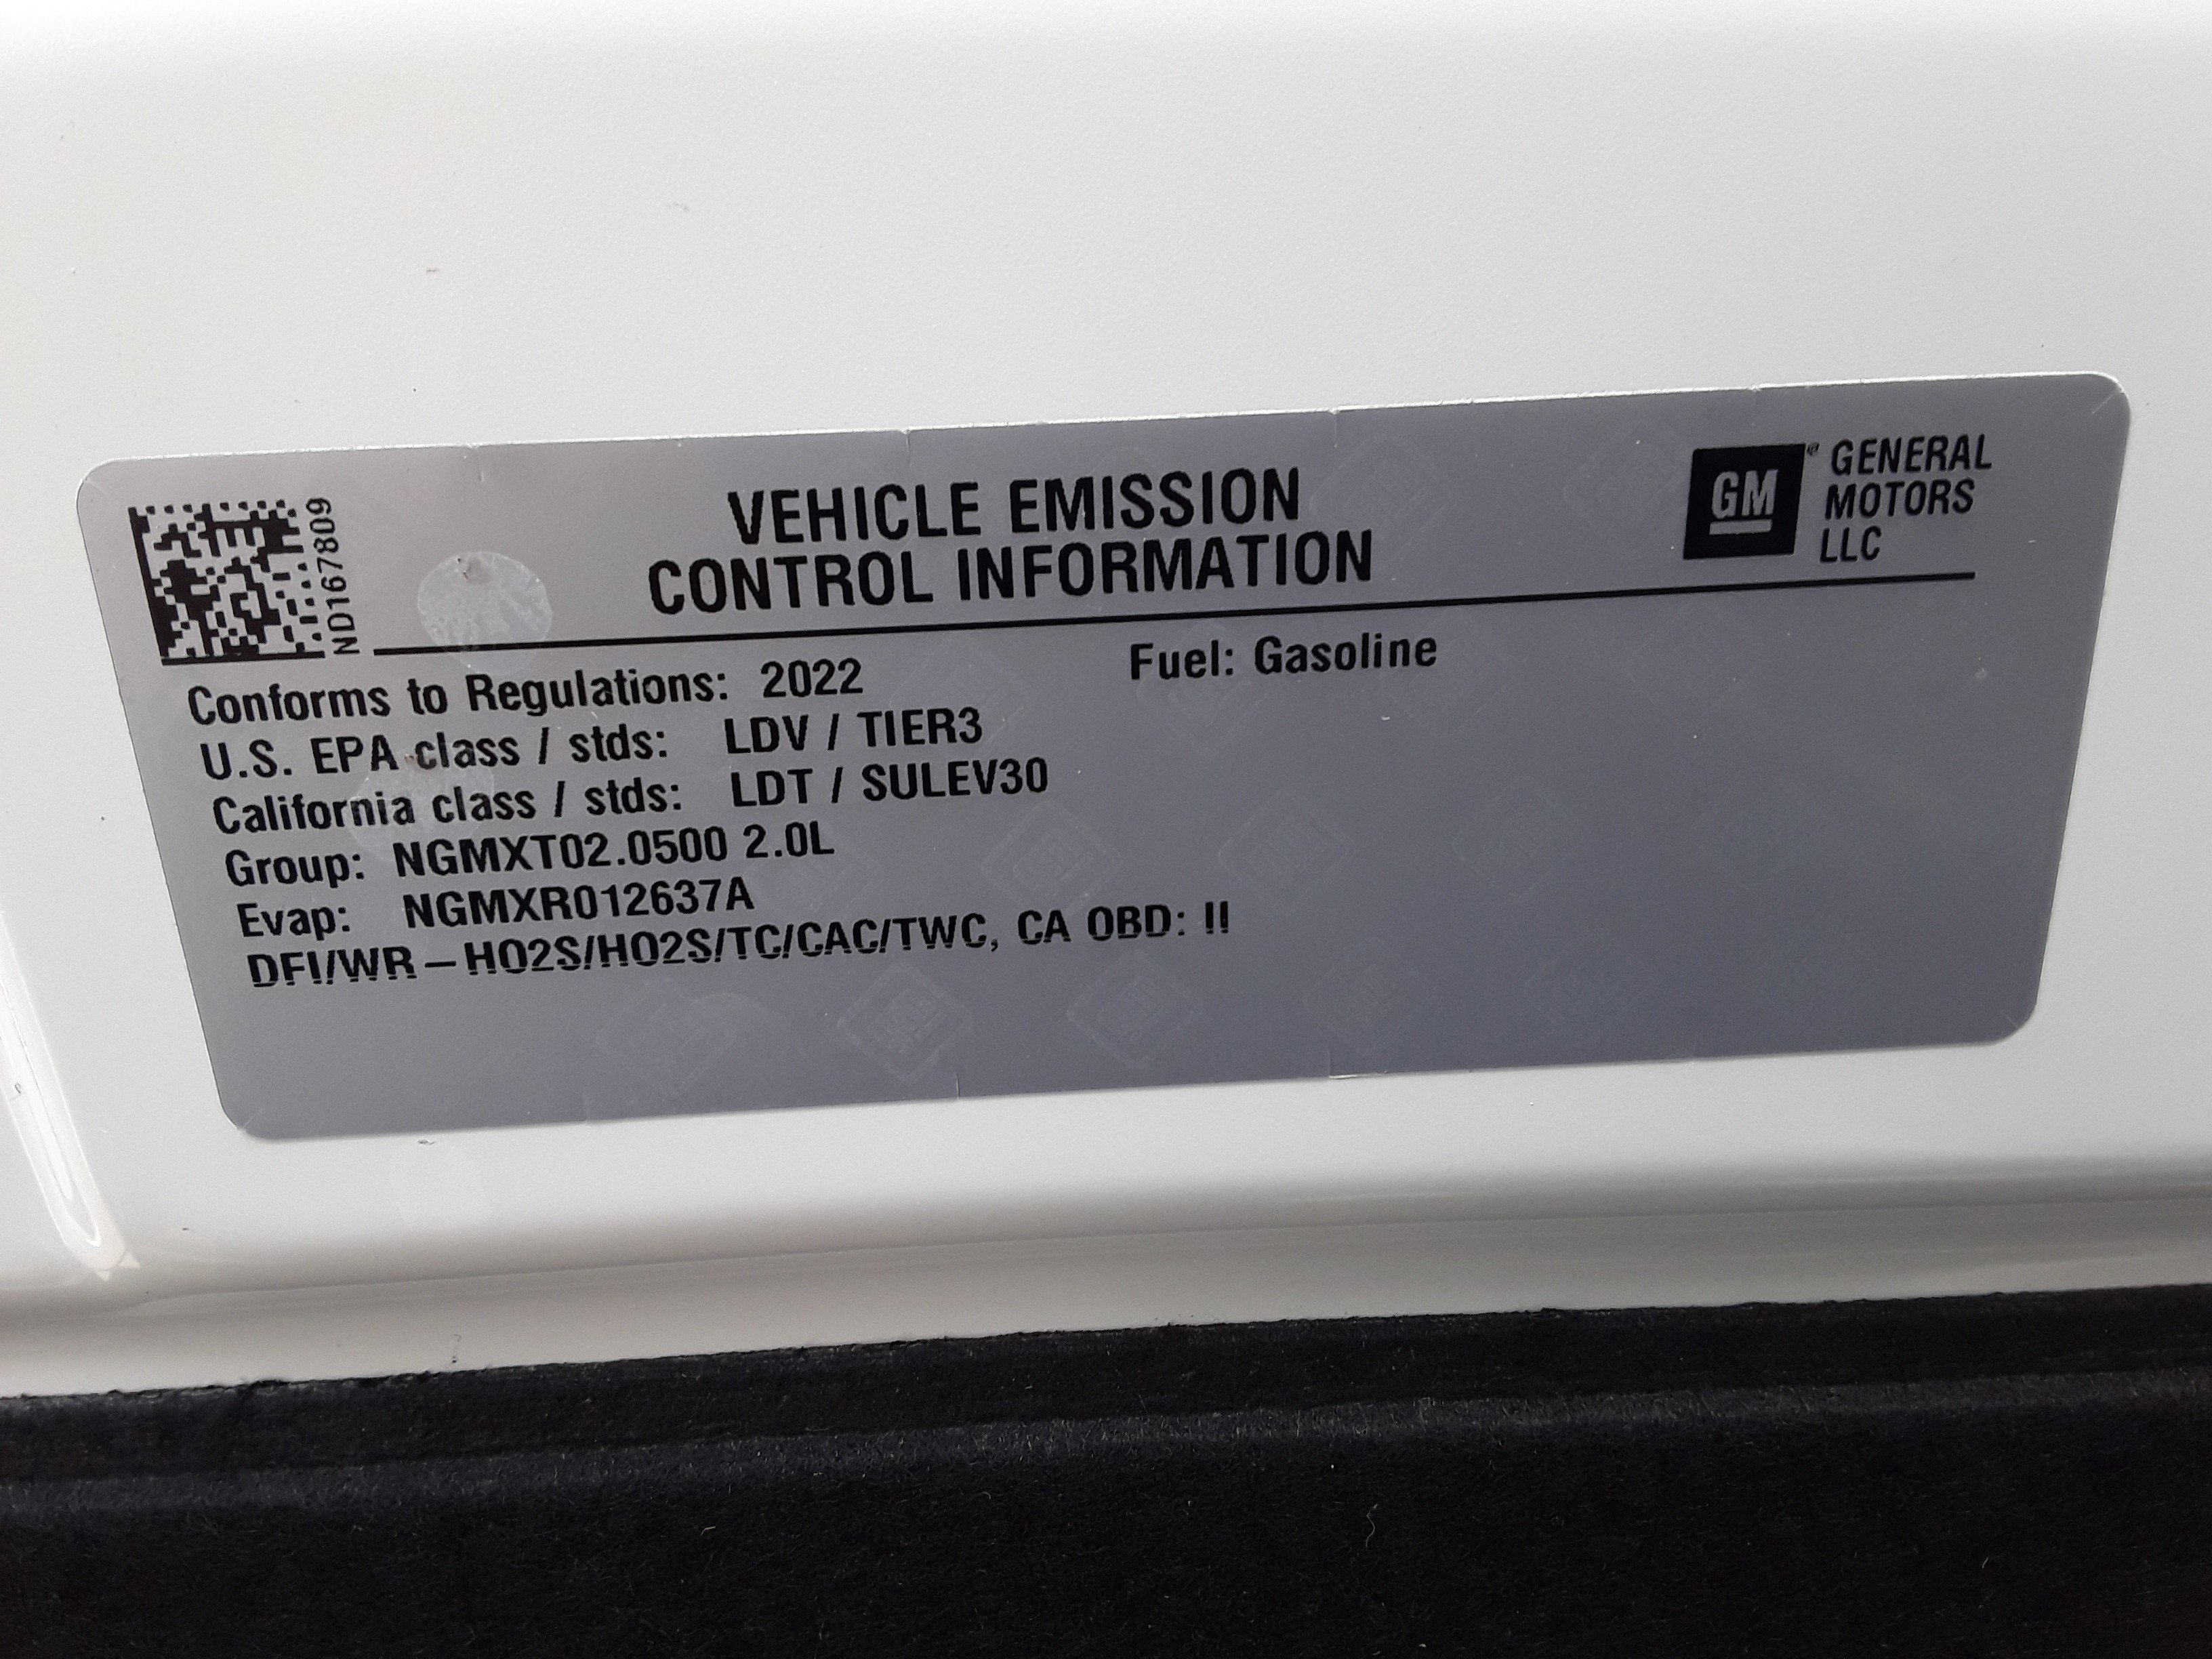 ND1678809
VEHICLE EMISSION
CONTROL INFORMATION
GM
GENERAL
MOTORS
LLC
Conforms to Regulations: 2022
Fuel: Gasoline
U.S. EPA class / stds: LDV / TIER3
California class / stds: LDT / SULEV30
Group: NGMXT02.0500 2.0L
Evap: NGMXR012637A
DFI/WR–HO2S/HO2S/TC/CAC/TWC, CA OBD: II